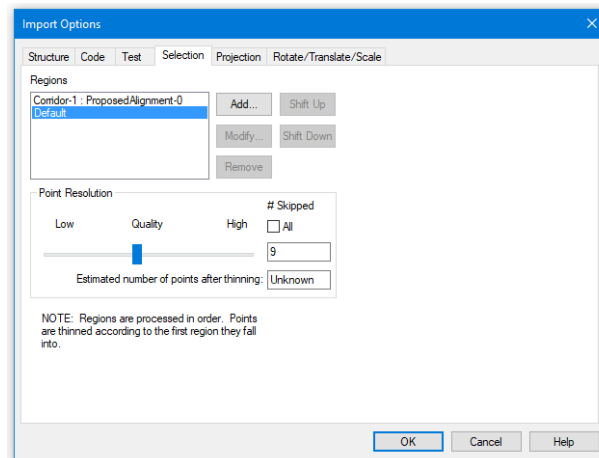 Import Options
Structure Code Test Selection Projection Rotate/Translate/Scale
Regions
Corridor-1 : ProposedAlignment-0
Default
Add...
Shift Up
Modify...
Shift Down
Remove
Point Resolution
# Skipped
Low Quality High
All
9
Estimated number of points after thinning: Unknown
NOTE: Regions are processed in order. Points
are thinned according to the first region they fall
into.
OK Cancel Help